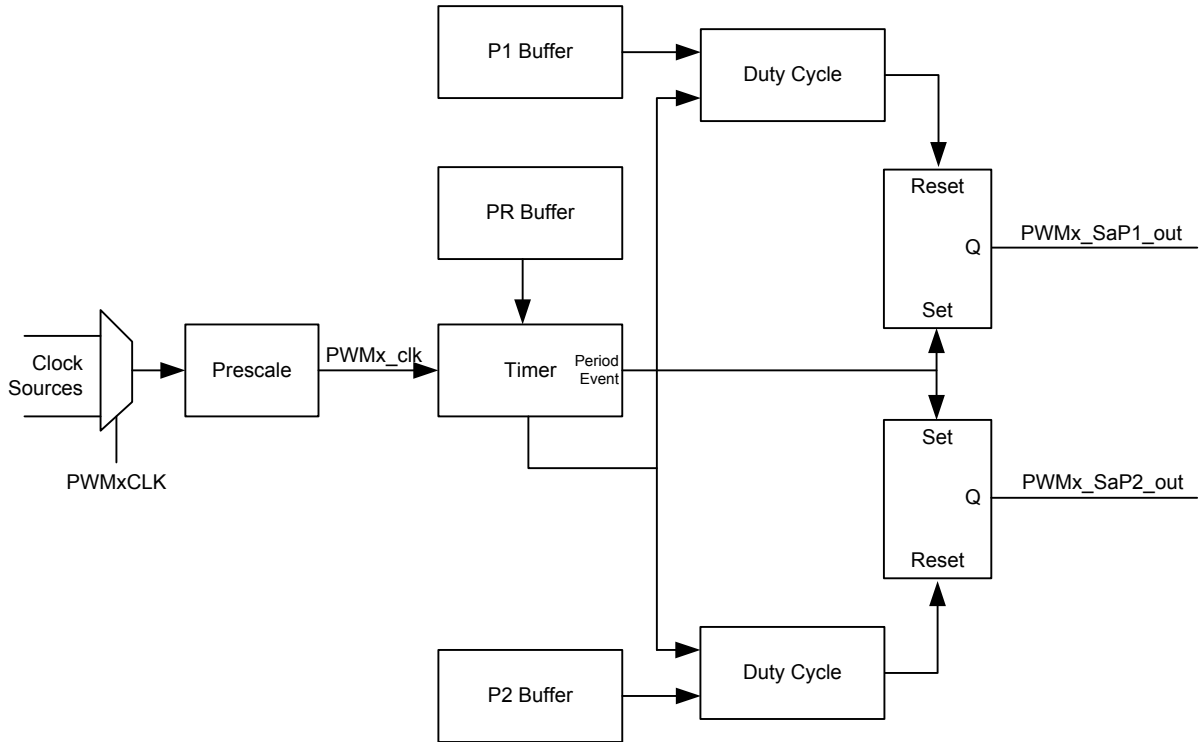 P1 Buffer
Duty Cycle
PR Buffer
Reset
Q
Set
PWMx_SaP1_out
Clock
Sources
PWMxCLK
Prescale
PWMx_clk
Timer
Period
Event
Set
Q
Reset
PWMx_SaP2_out
P2 Buffer
Duty Cycle